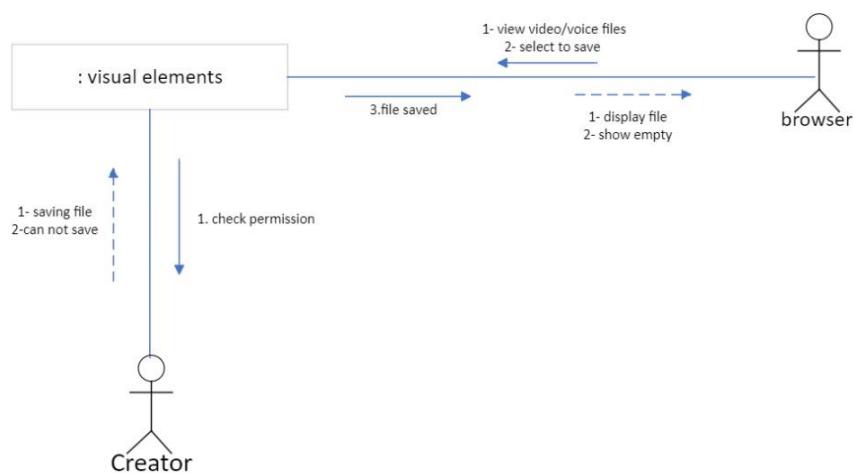 1- view video/voice files
2- select to save
: visual elements
3.file saved
1- display file
2- show empty
browser
1- saving file
2-can not save
1. check permission
Creator